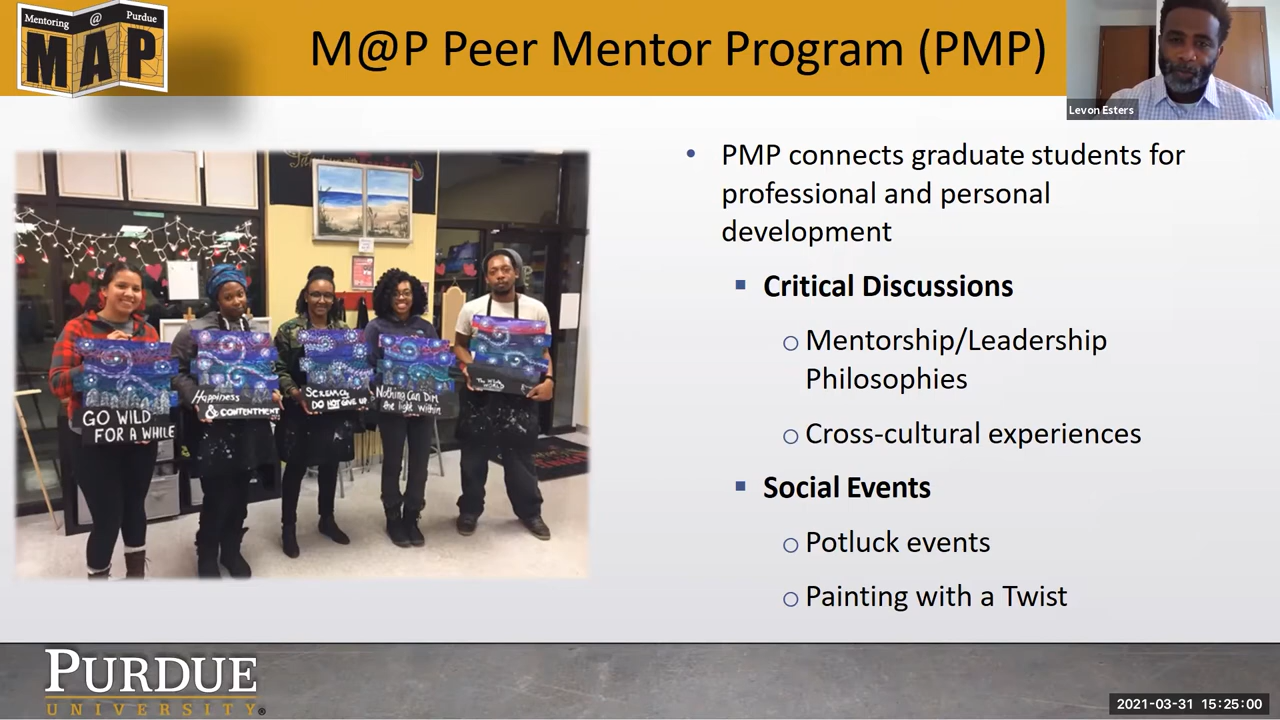 Mentoring @ Purdue
MAP
M@P Peer Mentor Program (PMP)
Levon Esters
• PMP connects graduate students for
professional and personal
development
▪ Critical Discussions
○ Mentorship/Leadership
Philosophies
○ Cross-cultural experiences
▪ Social Events
○ Potluck events
○ Painting with a Twist
GO WILD
FOR A WHILE
Happiness
& CONTENTMENT
DO NOT GIVE UP
Nothing Can Dim
the light within
PURDUE
UNIVERSITY®
2021-03-31 15:25:00